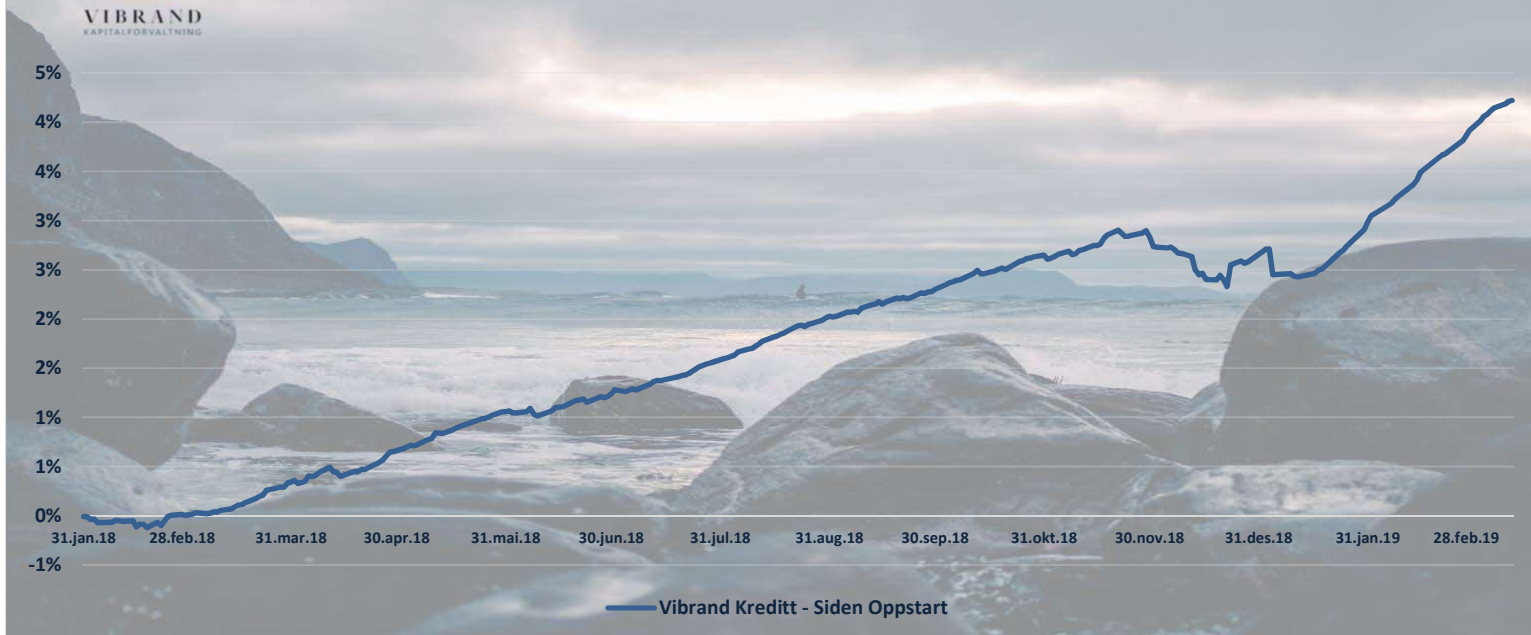 VIBRAND
KAPITALFORVALTNING
5%
4%
4%
3%
3%
2%
2%
1%
1%
0%
-1%
31.jan.18 28.feb.18 31.mar.18 30.apr.18 31.mai.18 30.jun.18 31.jul.18 31.aug.18 30.sep.18 31.okt.18 30.nov.18 31.des.18 31.jan.19 28.feb.19
Vibrand Kreditt - Siden Oppstart